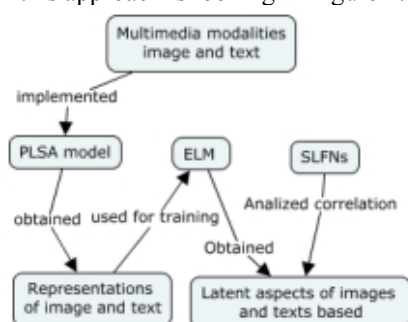 Multimedia modalities
image and text
implemented
PLSA model
ELM
SLFNs
Analized correlation
obtained
used for training
Obtained
Representations
of image and text
Latent aspects of images
and texts based